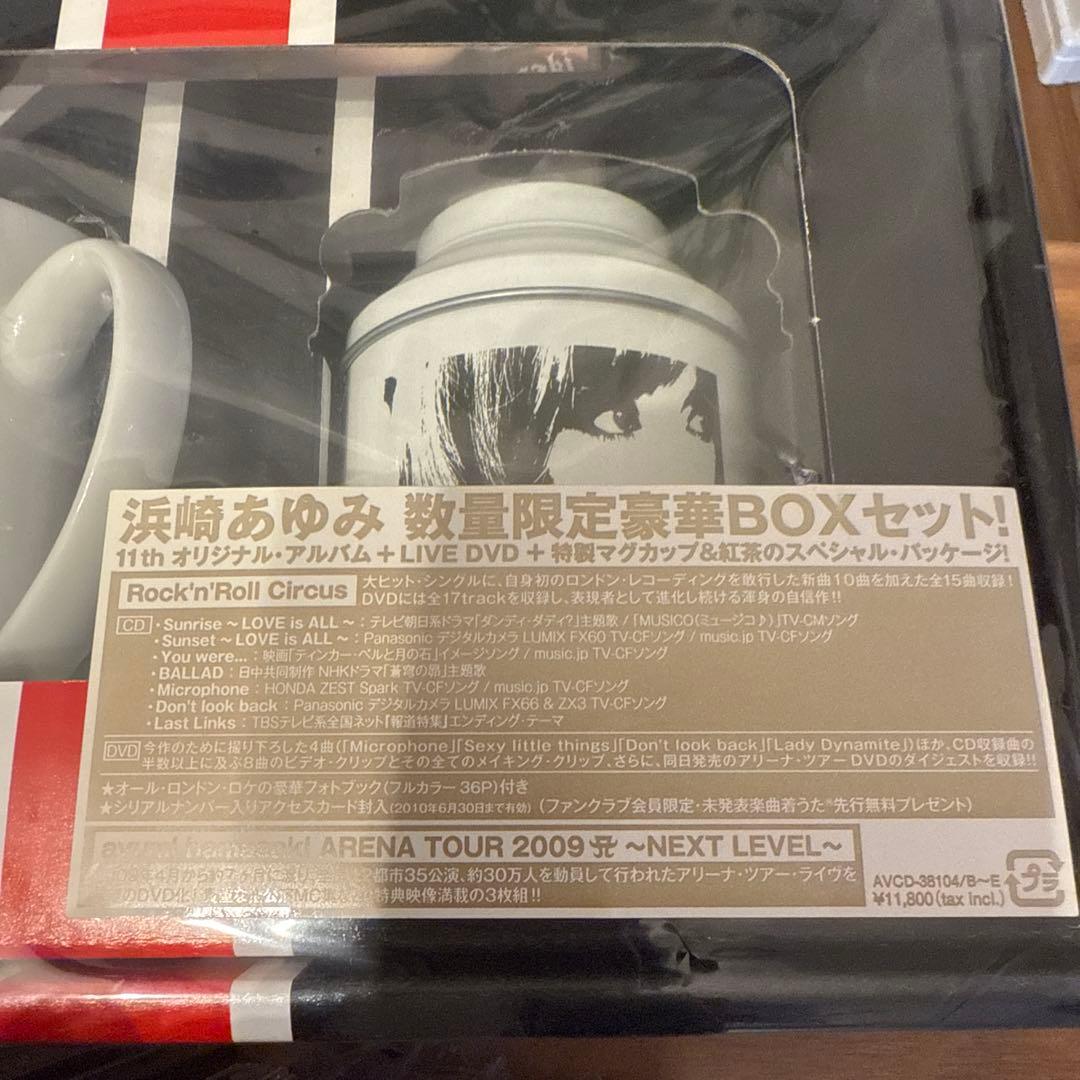 浜崎あゆみ 数量限定豪華BOXセット!
11th オリジナル・アルバム + LIVE DVD + 特製マグカップ&紅茶のスペシャル・パッケージ!
Rock'n'Roll Circus
大ヒット・シングルに、自身初のロンドン・レコーディングを敢行した新曲10曲を加えた全15曲収録!
DVDには全17trackを収録し、表現者として進化し続ける渾身の自信作!!
CD ・Sunrise ~LOVE is ALL~ : テレビ朝日系ドラマ「ダンディ・ダディ?」主題歌 / 「MUSICO(ミュージコ♪)」TV-CMソング
・Sunset ~LOVE is ALL~ : Panasonic デジタルカメラ LUMIX FX60 TV-CFソング / music.jp TV-CFソング
・You were... : 映画「ティンカー・ベルと月の石」イメージソング / music.jp TV-CFソング
・BALLAD : 日中共同制作 NHKドラマ「蒼穹の昴」主題歌
・Microphone : HONDA ZEST Spark TV-CFソング / music.jp TV-CFソング
・Don't look back : Panasonic デジタルカメラ LUMIX FX66 & ZX3 TV-CFソング
・Last Links : TBSテレビ系全国ネット「報道特集」エンディング・テーマ
DVD 今作のために撮り下ろした4曲(「Microphone」「Sexy little things」「Don't look back」「Lady Dynamite」)ほか、CD収録曲の
半数以上に及ぶ8曲のビデオ・クリップとその全てのメイキング・クリップ、さらに、同日発売のアリーナ・ツアーDVDのダイジェストを収録!!
★オール・ロンドン・ロケの豪華フォトブック(フルカラー 36P)付き
★シリアルナンバー入りアクセスカード封入(2010年6月30日まで有効) (ファンクラブ会員限定・未発表楽曲着うた®先行無料プレゼント)
ayumi hamasaki ARENA TOUR 2009 A ~NEXT LEVEL~
都市35公演、約30万人を動員して行われたアリーナ・ツアー・ライヴを
DVD化 特典映像満載の3枚組!!
AVCD-38104/B~E
¥11,800(tax incl.)
プラ